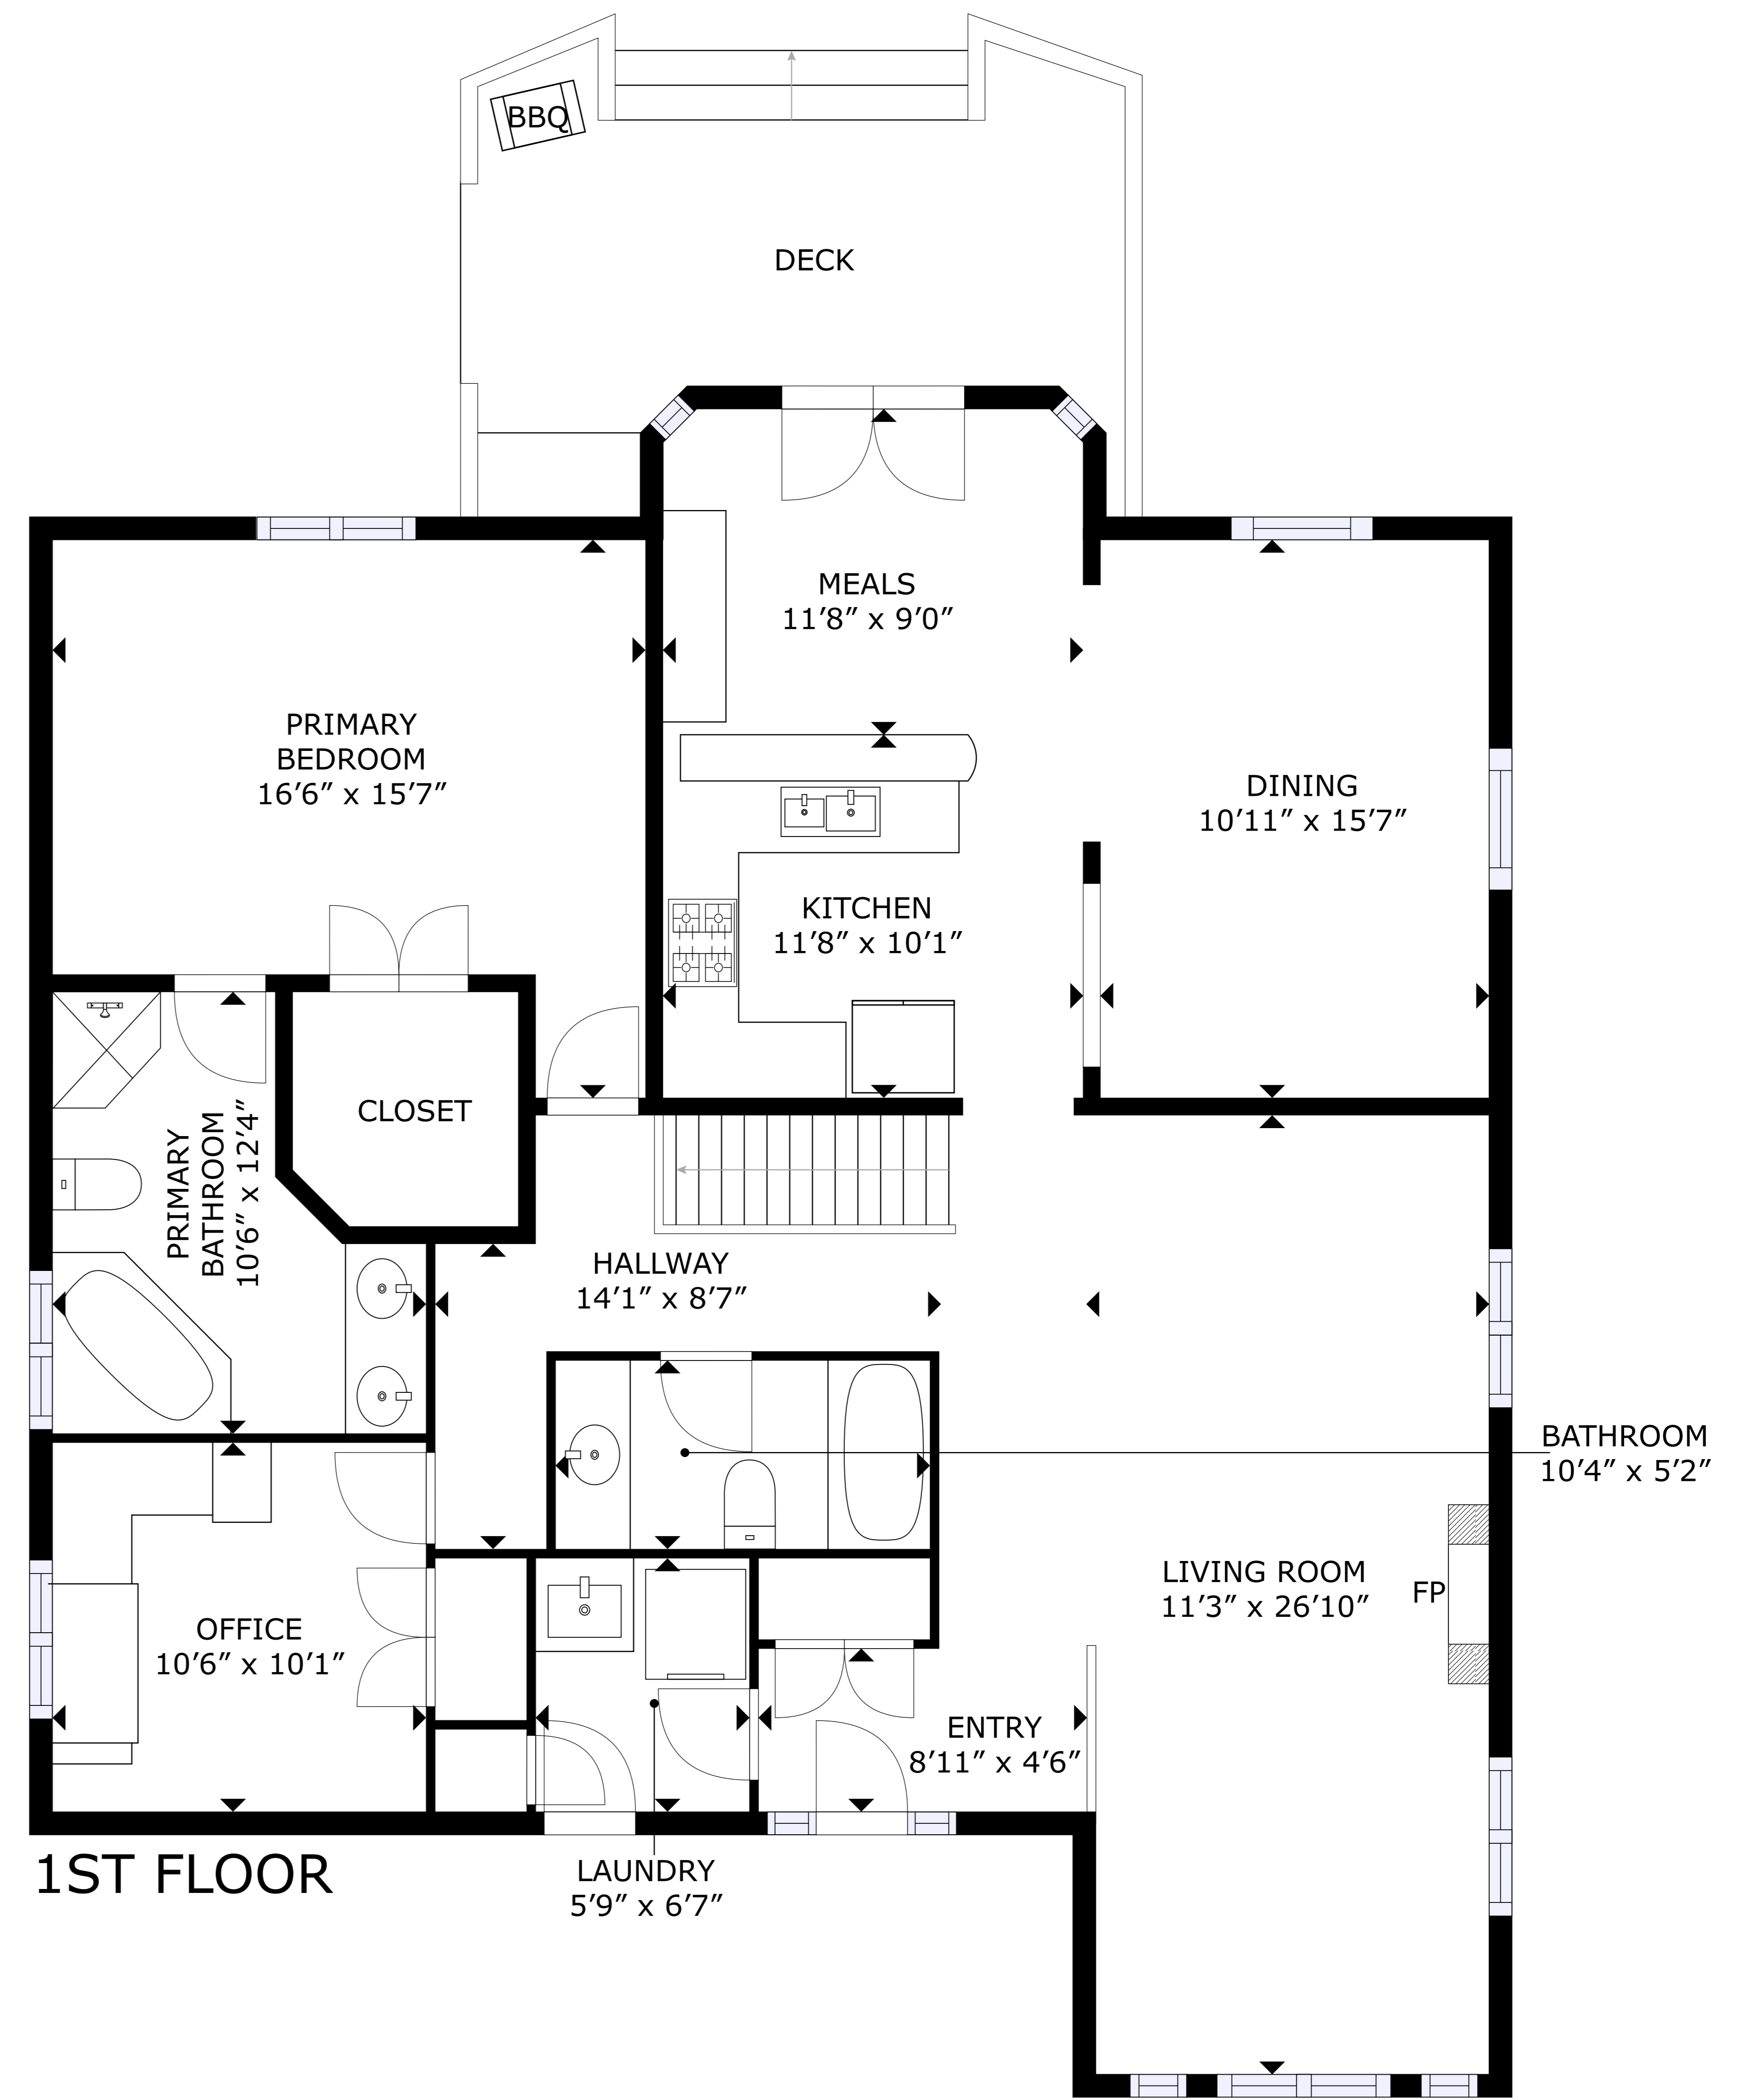 BBQ
DECK
MEALS
11'8" x 9'0"
PRIMARY
BEDROOM
16'6" x 15'7"
DINING
10'11" x 15'7"
KITCHEN
11'8" x 10'1"
CLOSET
PRIMARY
BATHROOM
10'6" x 12'4"
HALLWAY
14'1" x 8'7"
BATHROOM
10'4" x 5'2"
LIVING ROOM
11'3" x 26'10"
FP
OFFICE
10'6" x 10'1"
ENTRY
8'11" x 4'6"
1ST FLOOR
LAUNDRY
5'9" x 6'7"